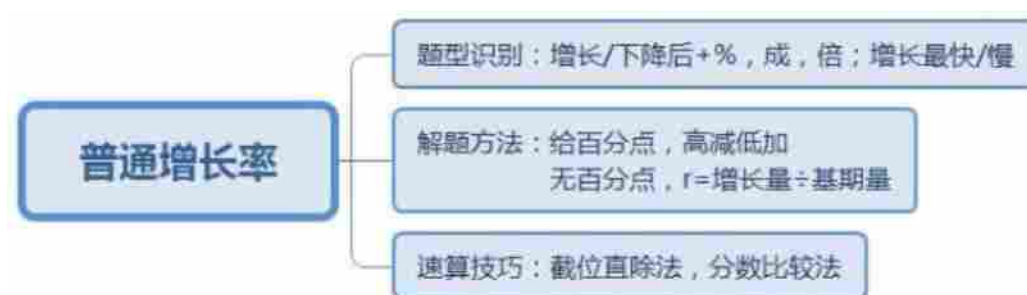 普通增长率
题型识别：增长/下降后+%，成，倍；增长最快/慢
解题方法：给百分点，高减低加
无百分点，r=增长量÷基期量
速算技巧：截位直除法，分数比较法